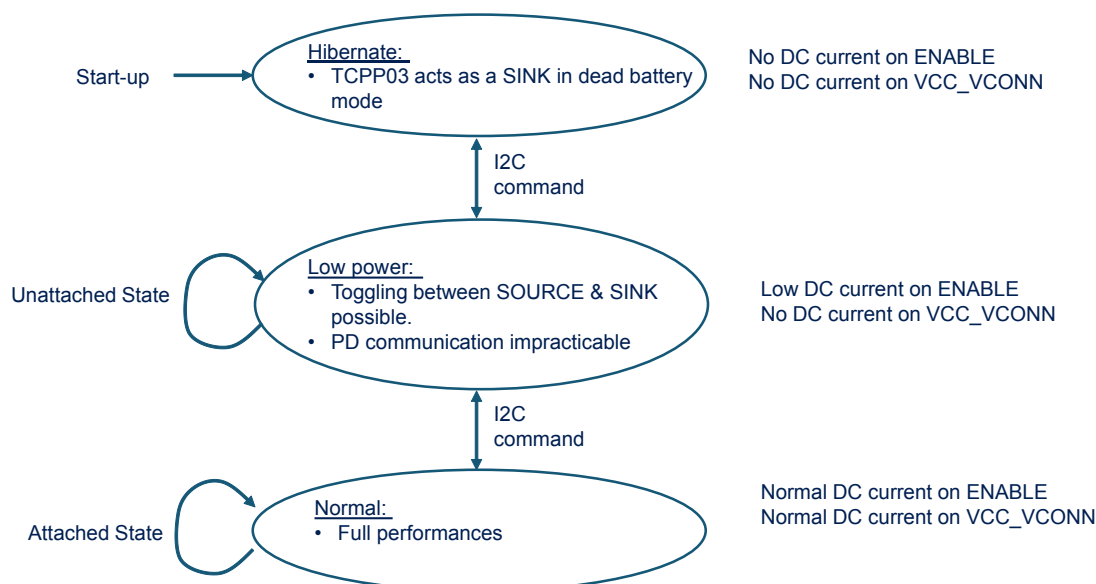 Start-up
Hibernate:
• TCPP03 acts as a SINK in dead battery
mode
No DC current on ENABLE
No DC current on VCC_VCONN
I2C
command
Unattached State
Low power:
• Toggling between SOURCE & SINK
possible.
• PD communication impracticable
Low DC current on ENABLE
No DC current on VCC_VCONN
I2C
command
Attached State
Normal:
• Full performances
Normal DC current on ENABLE
Normal DC current on VCC_VCONN